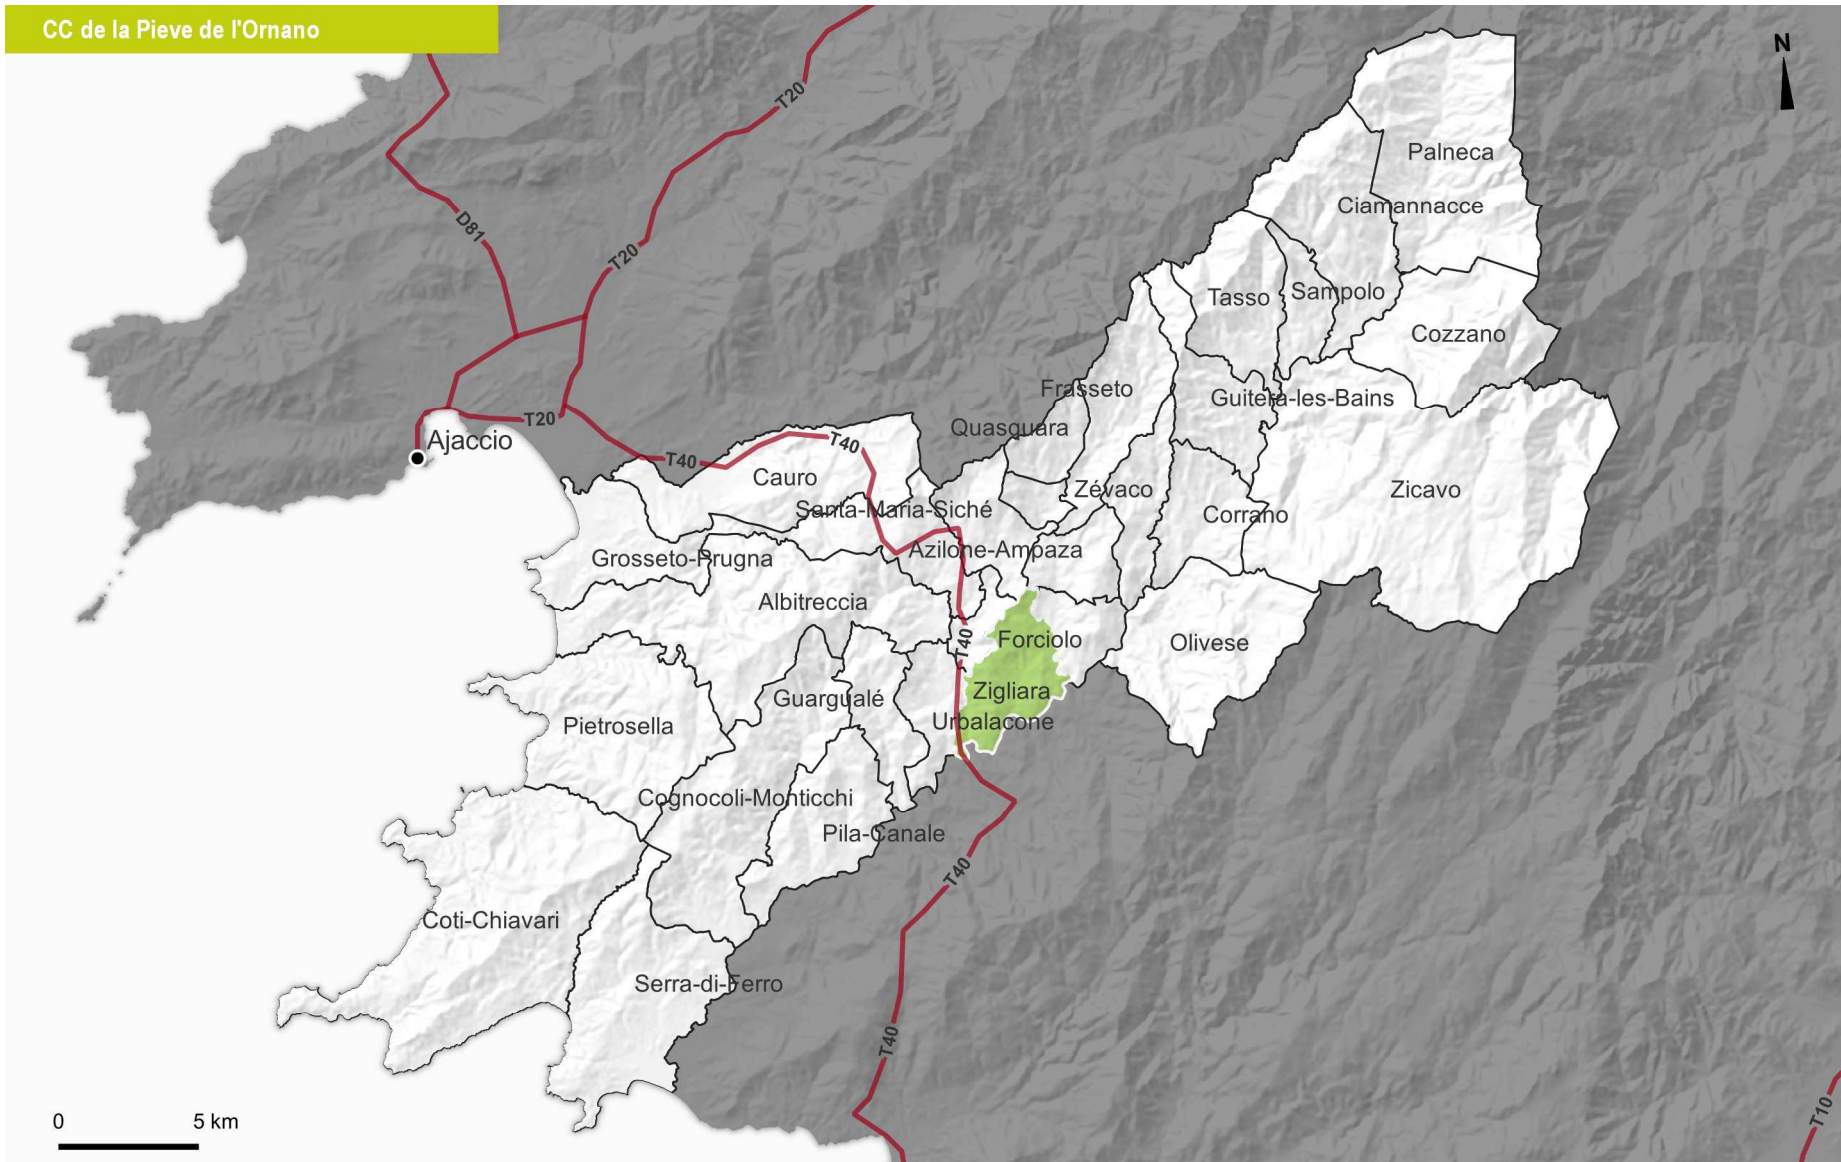 CC de la Pieve de l'Ornano
N
T20
Palneca
Ciamannacce
D81
T20
Tasso
Sampolo
Cozzano
Frasseto
Guitera-les-Bains
T20
Quasquara
Ajaccio
T40
T40
Cauro
Zévaco
Zicavo
Santa-Maria-Siché
Corrano
Azilone-Ampaza
Grosseto-Prugna
Albitreccia
T40
Forciolo
Olivese
Zigliara
Guargualé
Urbalacone
Pietrosella
Cognocoli-Monticchi
Pila-Canale
T40
Coti-Chiavari
Serra-di-Ferro
T40
T10
0 5 km